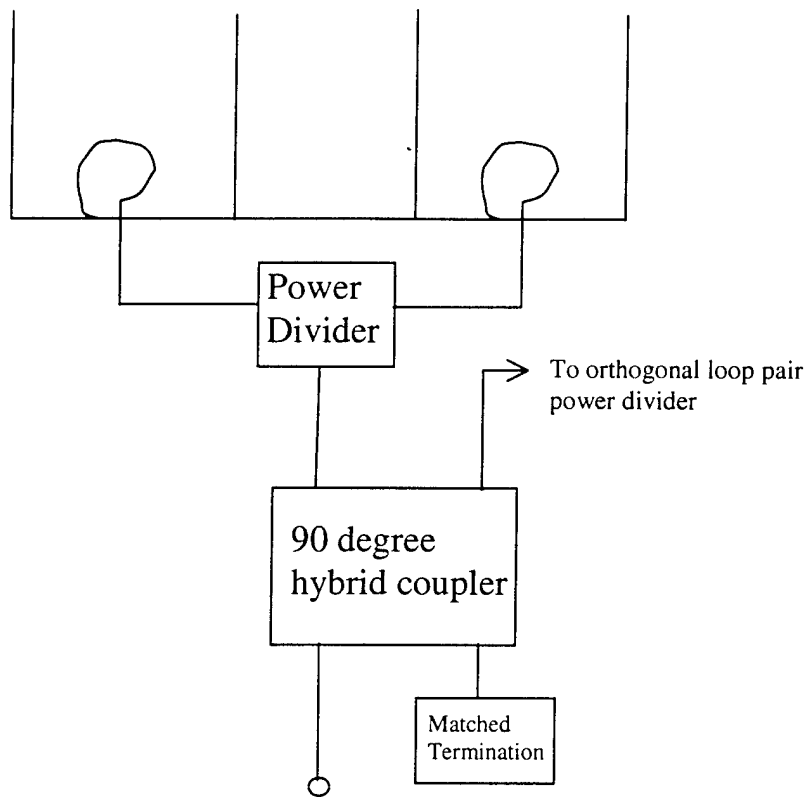 Power
Divider
To orthogonal loop pair
power divider
90 degree
hybrid coupler
Matched
Termination